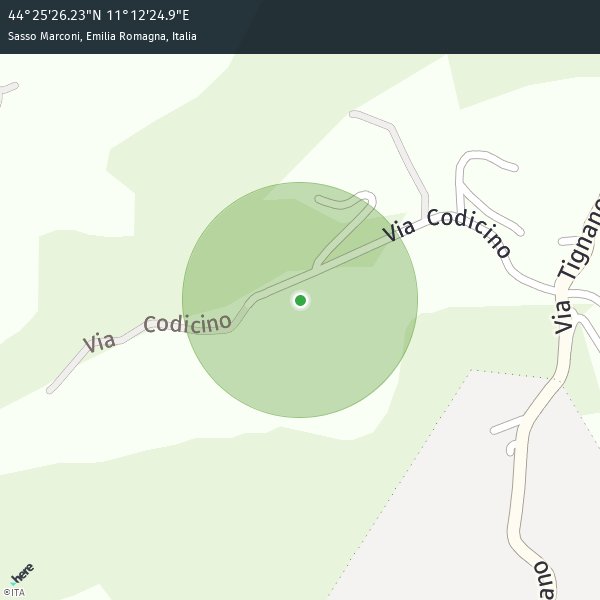 44°25'26.23"N 11°12'24.9"E
Sasso Marconi, Emilia Romagna, Italia
Via Codicino
Via Tignano
Via Codicino
ano
here
©ITA